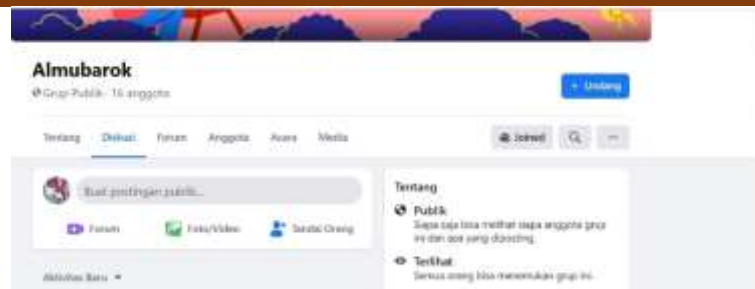 Almubarok
Grup Publik · 16 anggota
+ Undang
Tentang Diskusi Forum Anggota Acara Media
Joined
Buat postingan publik...
Forum Foto/Video Tandai Orang
Aktivitas Baru
Tentang
Publik
Siapa saja bisa melihat siapa anggota grup
ini dan apa yang diposting.
Terlihat
Semua orang bisa menemukan grup ini.